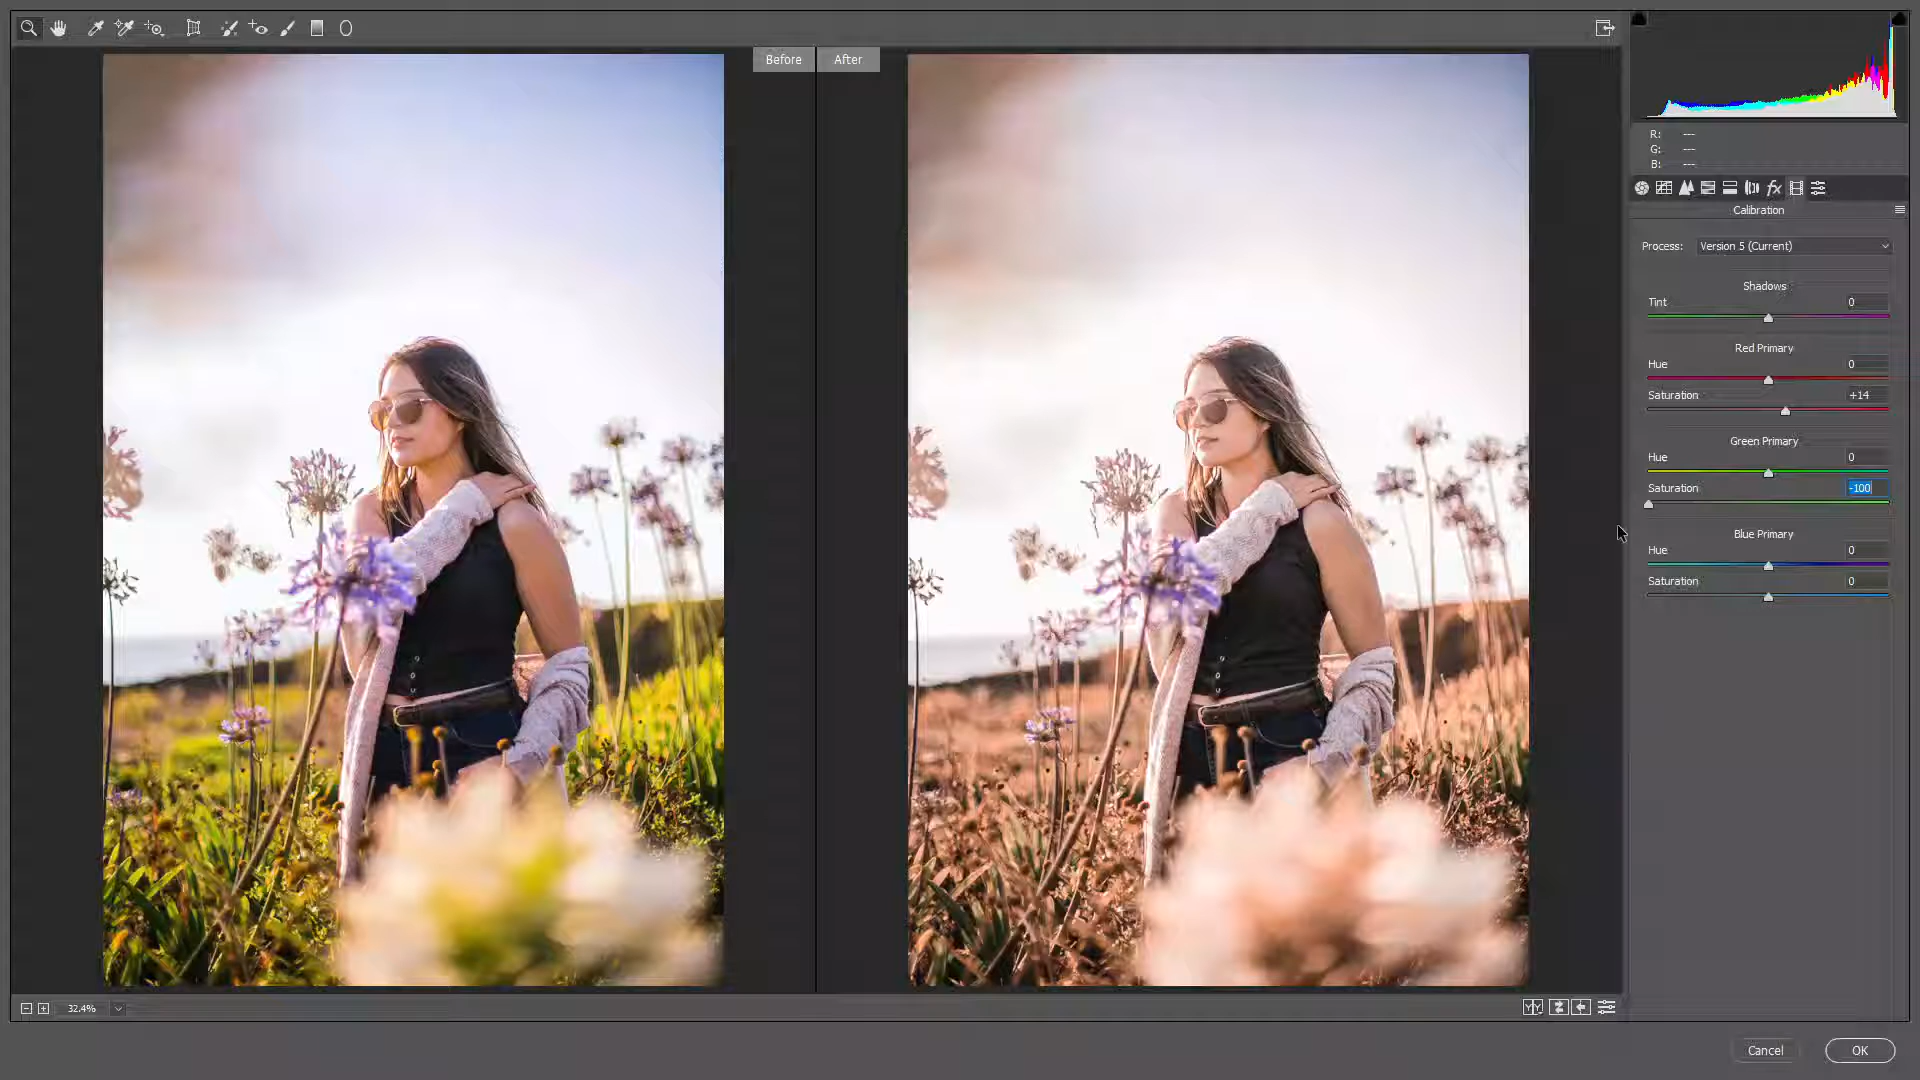 Before After
R: ---
G: ---
B: ---
fx
Calibration
Process: Version 5 (Current)
Shadows
Tint 0
Red Primary
Hue 0
Saturation +14
Green Primary
Hue 0
Saturation -100
Blue Primary
Hue 0
Saturation 0
32.4%
Y Y
Cancel OK